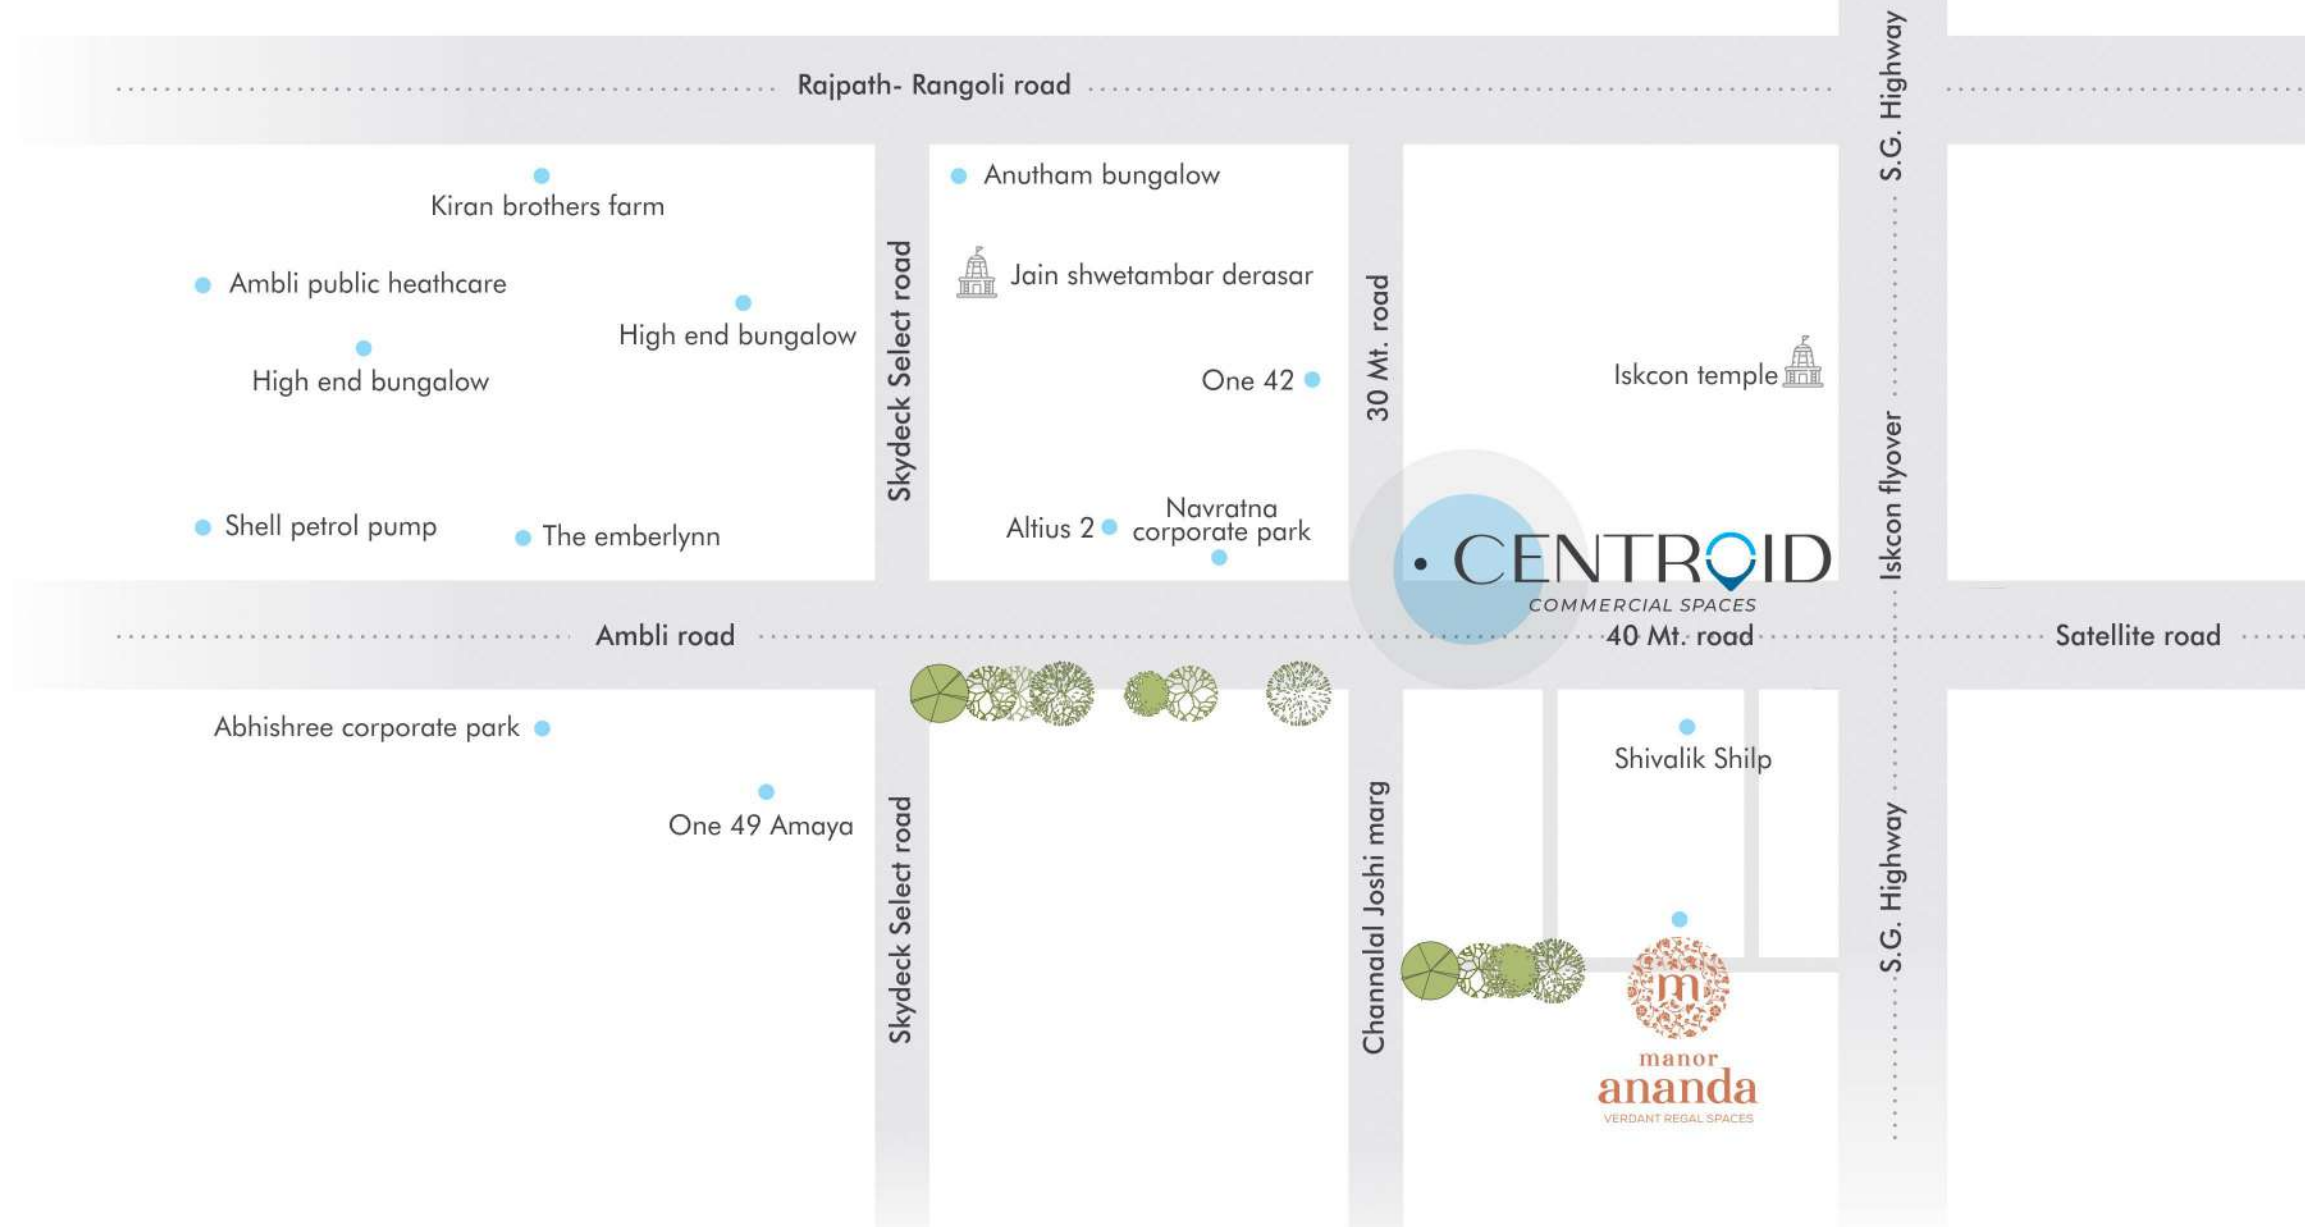 Rajpath- Rangoli road
S.G. Highway
Kiran brothers farm
Ambli public heathcare
High end bungalow
High end bungalow
Shell petrol pump
The emberlynn
Skydeck Select road
Anutham bungalow
Jain shwetambar derasar
One 42
Altius 2
Navratna
corporate park
30 Mt. road
Iskcon temple
Iskcon flyover
CENTROID
COMMERCIAL SPACES
Ambli road
40 Mt. road
Satellite road
Abhishree corporate park
One 49 Amaya
Skydeck Select road
Channalal Joshi marg
Shivalik Shilp
S.G. Highway
m
manor
ananda
VERDANT REGAL SPACES